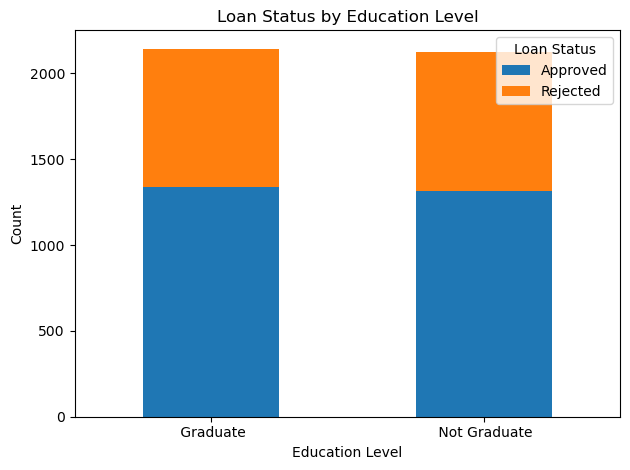 Loan Status by Education Level
Loan Status
Approved
Rejected
2000
1500
1000
500
0
Count
Graduate
Not Graduate
Education Level